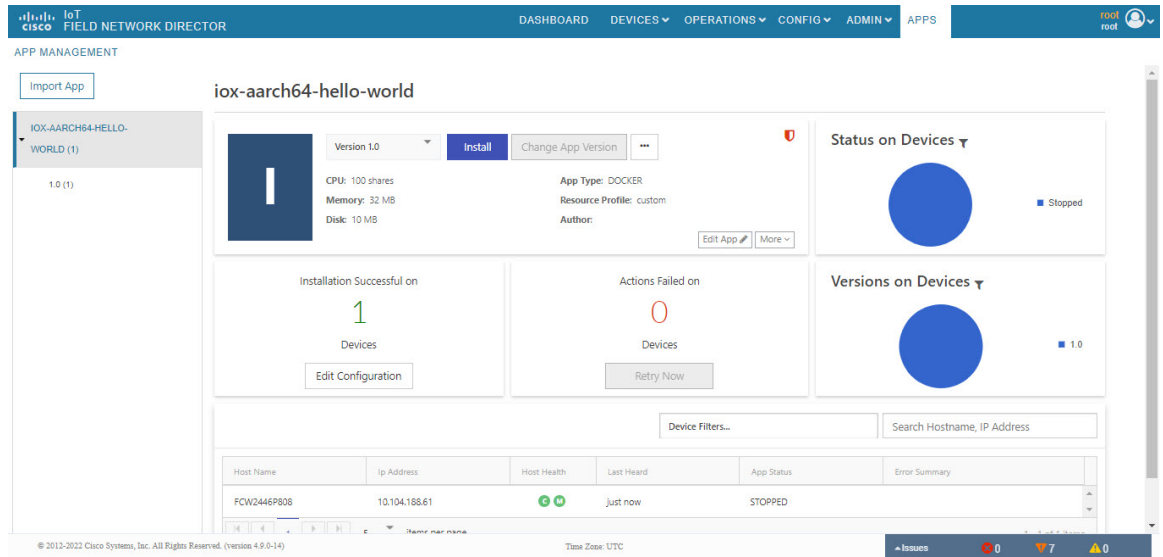 CISCO IoT FIELD NETWORK DIRECTOR DASHBOARD DEVICES OPERATIONS CONFIG ADMIN APPS root root
APP MANAGEMENT
Import App
iox-aarch64-hello-world
IOX-AARCH64-HELLO-WORLD (1)
1.0 (1)
I
Version 1.0 Install Change App Version ...
CPU: 100 shares App Type: DOCKER
Memory: 32 MB Resource Profile: custom
Disk: 10 MB Author:
Edit App More
Status on Devices
Stopped
Installation Successful on
1
Devices
Edit Configuration
Actions Failed on
0
Devices
Retry Now
Versions on Devices
1.0
Device Filters... Search Hostname, IP Address
Host Name Ip Address Host Health Last Heard App Status Error Summary
FCW2446P808 10.104.188.61 C M just now STOPPED
1 5 items per page 1 - 1 of 1 items
© 2012-2022 Cisco Systems, Inc. All Rights Reserved. (version 4.9.0-14) Time Zone: UTC Issues 0 7 0